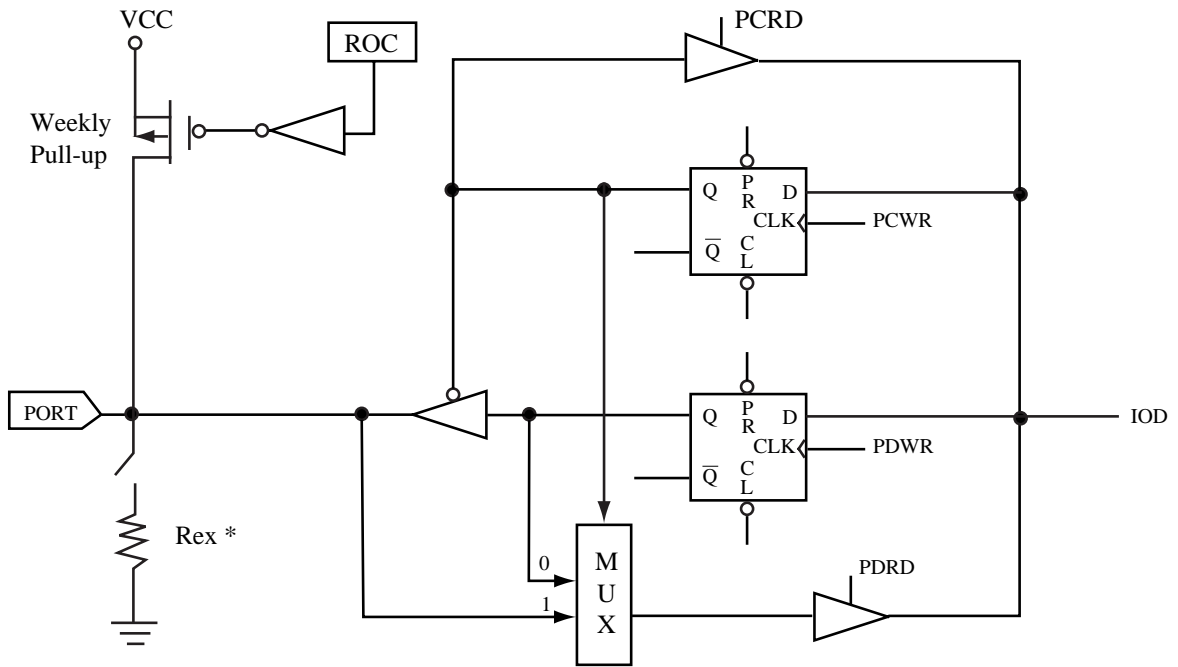 VCC
ROC
PCRD
Weekly
Pull-up
Q
P
R
D
CLK
PCWR
Q̅
C
L
PORT
Q
P
R
D
IOD
CLK
PDWR
Q̅
C
L
Rex *
0
M
U
X
1
PDRD